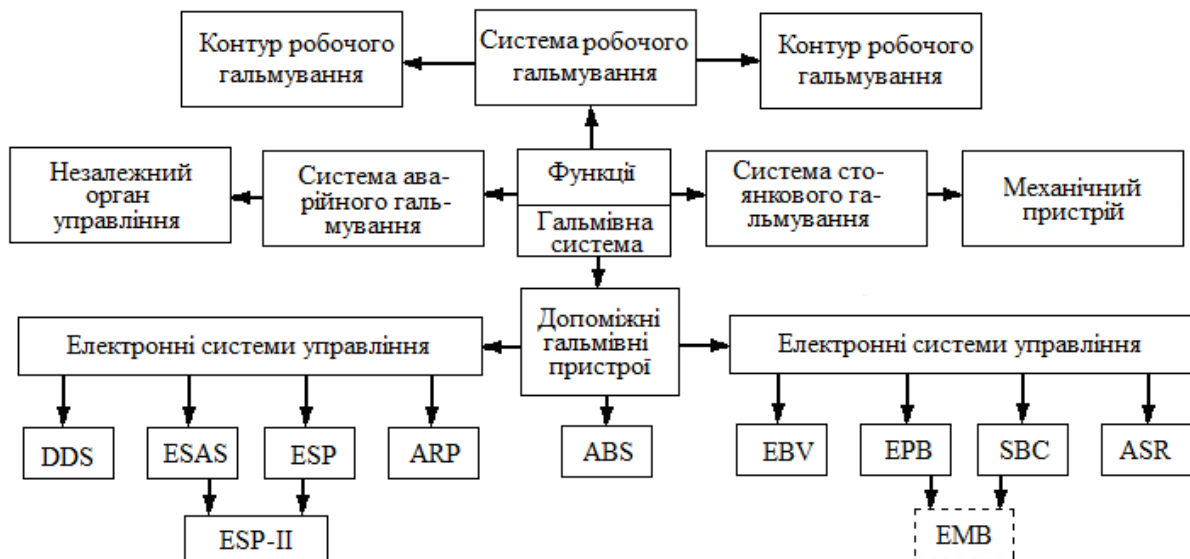 Контур робочого
гальмування
Система робочого
гальмування
Контур робочого
гальмування
Незалежний
орган
управління
Система ава-
рійного галь-
мування
Функції
Гальмівна
система
Система сто-
янкового га-
льмування
Механічний
пристрій
Електронні системи управління
Допоміжні
гальмівні
пристрої
Електронні системи управління
DDS
ESAS
ESP
ARP
ABS
EBV
EPB
SBC
ASR
ESP-II
EMB